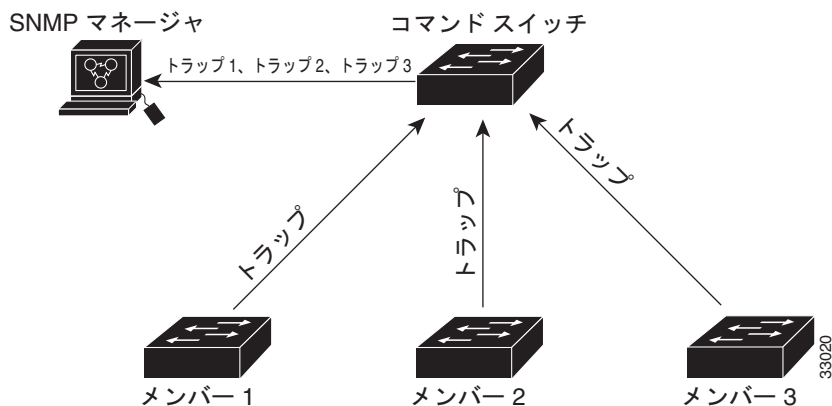 SNMP マネージャ
コマンド スイッチ
トラップ 1、トラップ 2、トラップ 3
トラップ
トラップ
トラップ
メンバー 1
メンバー 2
メンバー 3
33020